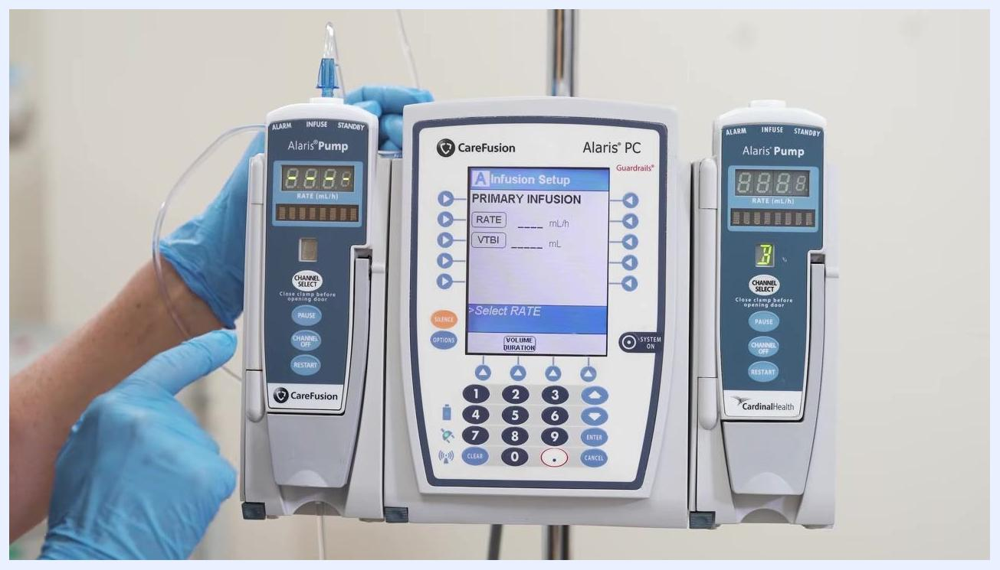 ALARM INFUSE STANDBY
Alaris® Pump
RATE (mL/h)
CHANNEL
SELECT
Close clamp before
opening door
PAUSE
CHANNEL
OFF
RESTART
CareFusion
CareFusion
Alaris® PC
Guardrails®
A Infusion Setup
PRIMARY INFUSION
RATE ____ mL/h
VTBI _____ mL
>Select RATE
VOLUME
DURATION
SILENCE
OPTIONS
SYSTEM
ON
1 2 3
4 5 6
7 8 9 ENTER
CLEAR 0 . CANCEL
ALARM INFUSE STANDBY
Alaris® Pump
RATE (mL/h)
B
CHANNEL
SELECT
Close clamp before
opening door
PAUSE
CHANNEL
OFF
RESTART
CardinalHealth